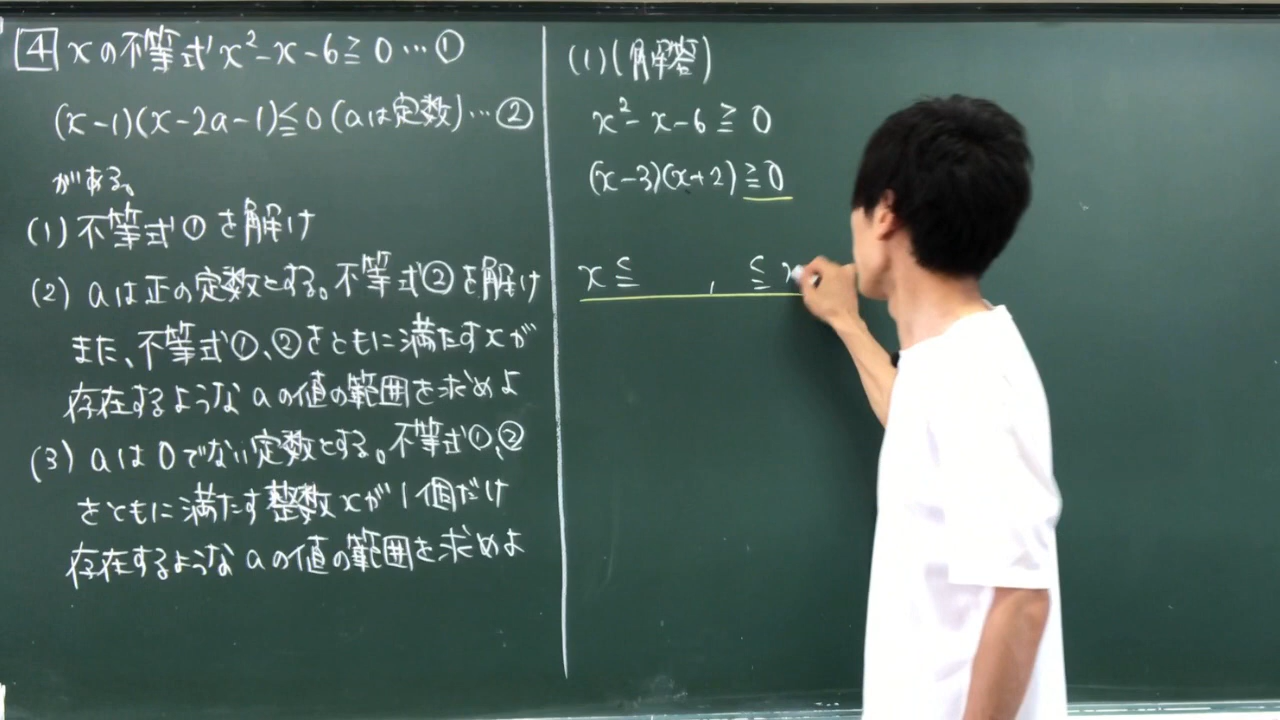 4 xの不等式 x²-x-6≧0…①
(x-1)(x-2a-1)≦0(aは定数)…②
がある。
(1) 不等式①を解け
(2) aは正の定数とする。不等式②を解け
また、不等式①、②をともに満たすxが
存在するようなaの値の範囲を求めよ
(3) aは0でない定数とする。不等式①、②
をともに満たす整数xが1個だけ
存在するようなaの値の範囲を求めよ
(1)(解答)
x²-x-6≧0
(x-3)(x+2)≧0
x≦ , ≦x